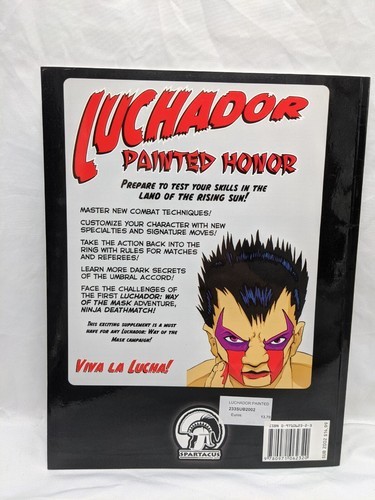 LUCHADOR
PAINTED HONOR
PREPARE TO TEST YOUR SKILLS IN THE
LAND OF THE RISING SUN!
MASTER NEW COMBAT TECHNIQUES!
CUSTOMIZE YOUR CHARACTER WITH NEW
SPECIALTIES AND SIGNATURE MOVES!
TAKE THE ACTION BACK INTO THE
RING WITH RULES FOR MATCHES
AND REFEREES!
LEARN MORE DARK SECRETS
OF THE UMBRAL ACCORD!
FACE THE CHALLENGES OF
THE FIRST LUCHADOR: WAY
OF THE MASK ADVENTURE,
NINJA DEATHMATCH!
THIS EXCITING SUPPLEMENT IS A MUST
HAVE FOR ANY LUCHADOR: WAY OF THE
MASK CAMPAIGN!
VIVA LA LUCHA!
LUCHADOR PAINTED
SPARTACUS